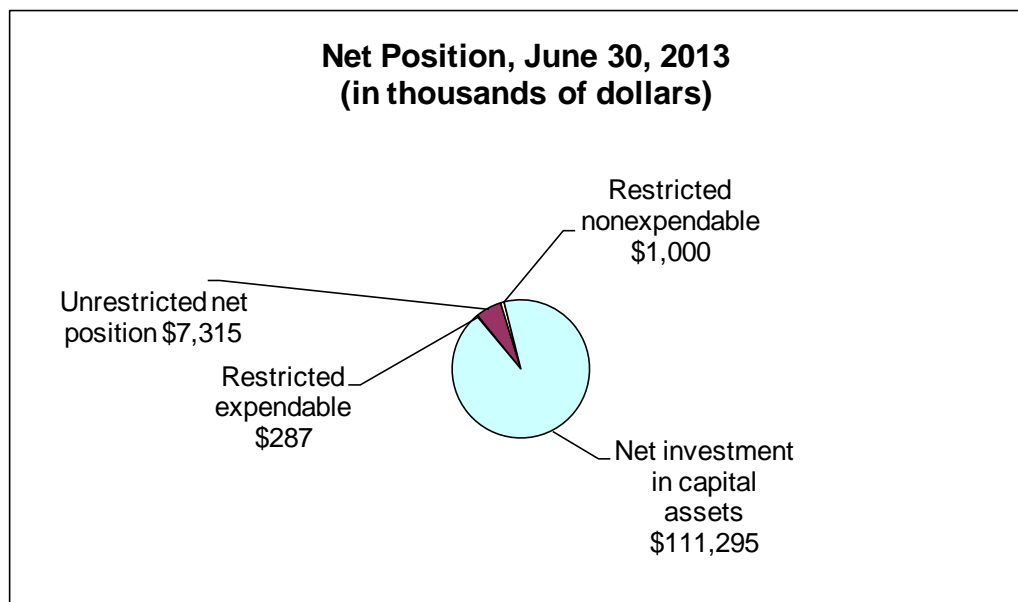 Net Position, June 30, 2013
(in thousands of dollars)
Restricted
nonexpendable
$1,000
Unrestricted net
position $7,315
Restricted
expendable
$287
Net investment
in capital
assets
$111,295